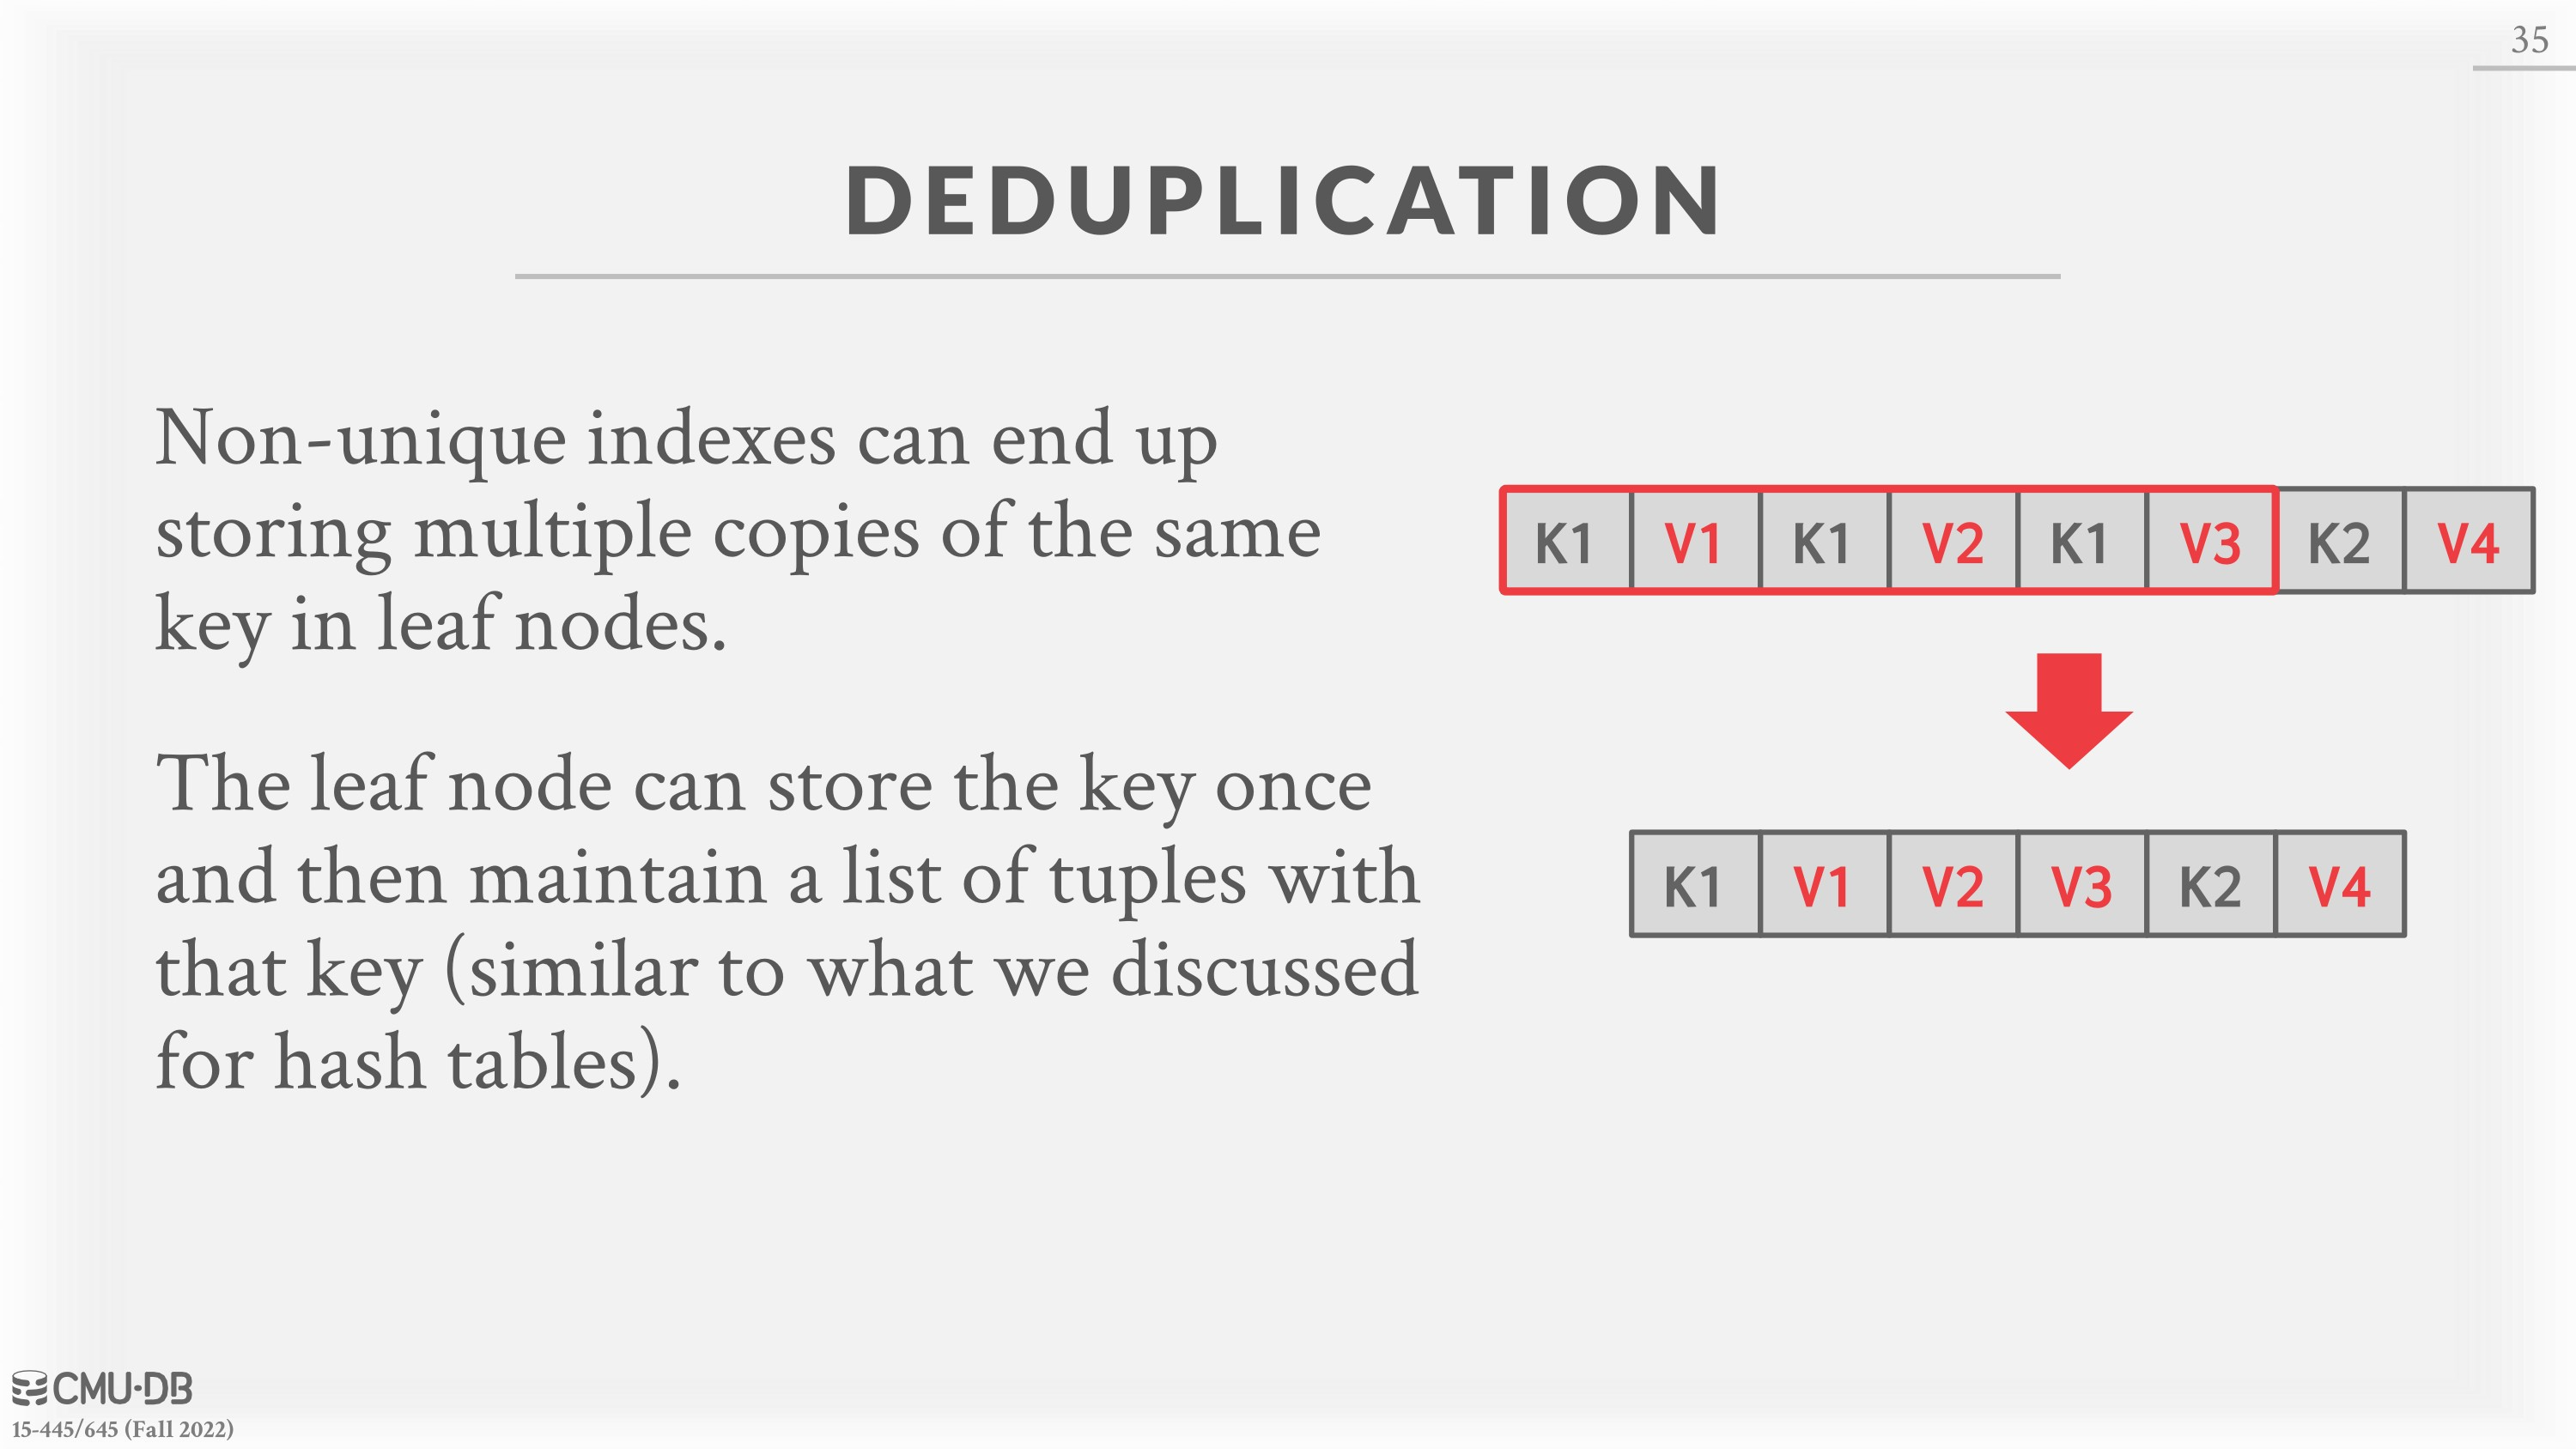 35
DEDUPLICATION
Non-unique indexes can end up
storing multiple copies of the same
key in leaf nodes.
The leaf node can store the key once
and then maintain a list of tuples with
that key (similar to what we discussed
for hash tables).
K1 V1 K1 V2 K1 V3 K2 V4
K1 V1 V2 V3 K2 V4
CMU·DB
15-445/645 (Fall 2022)